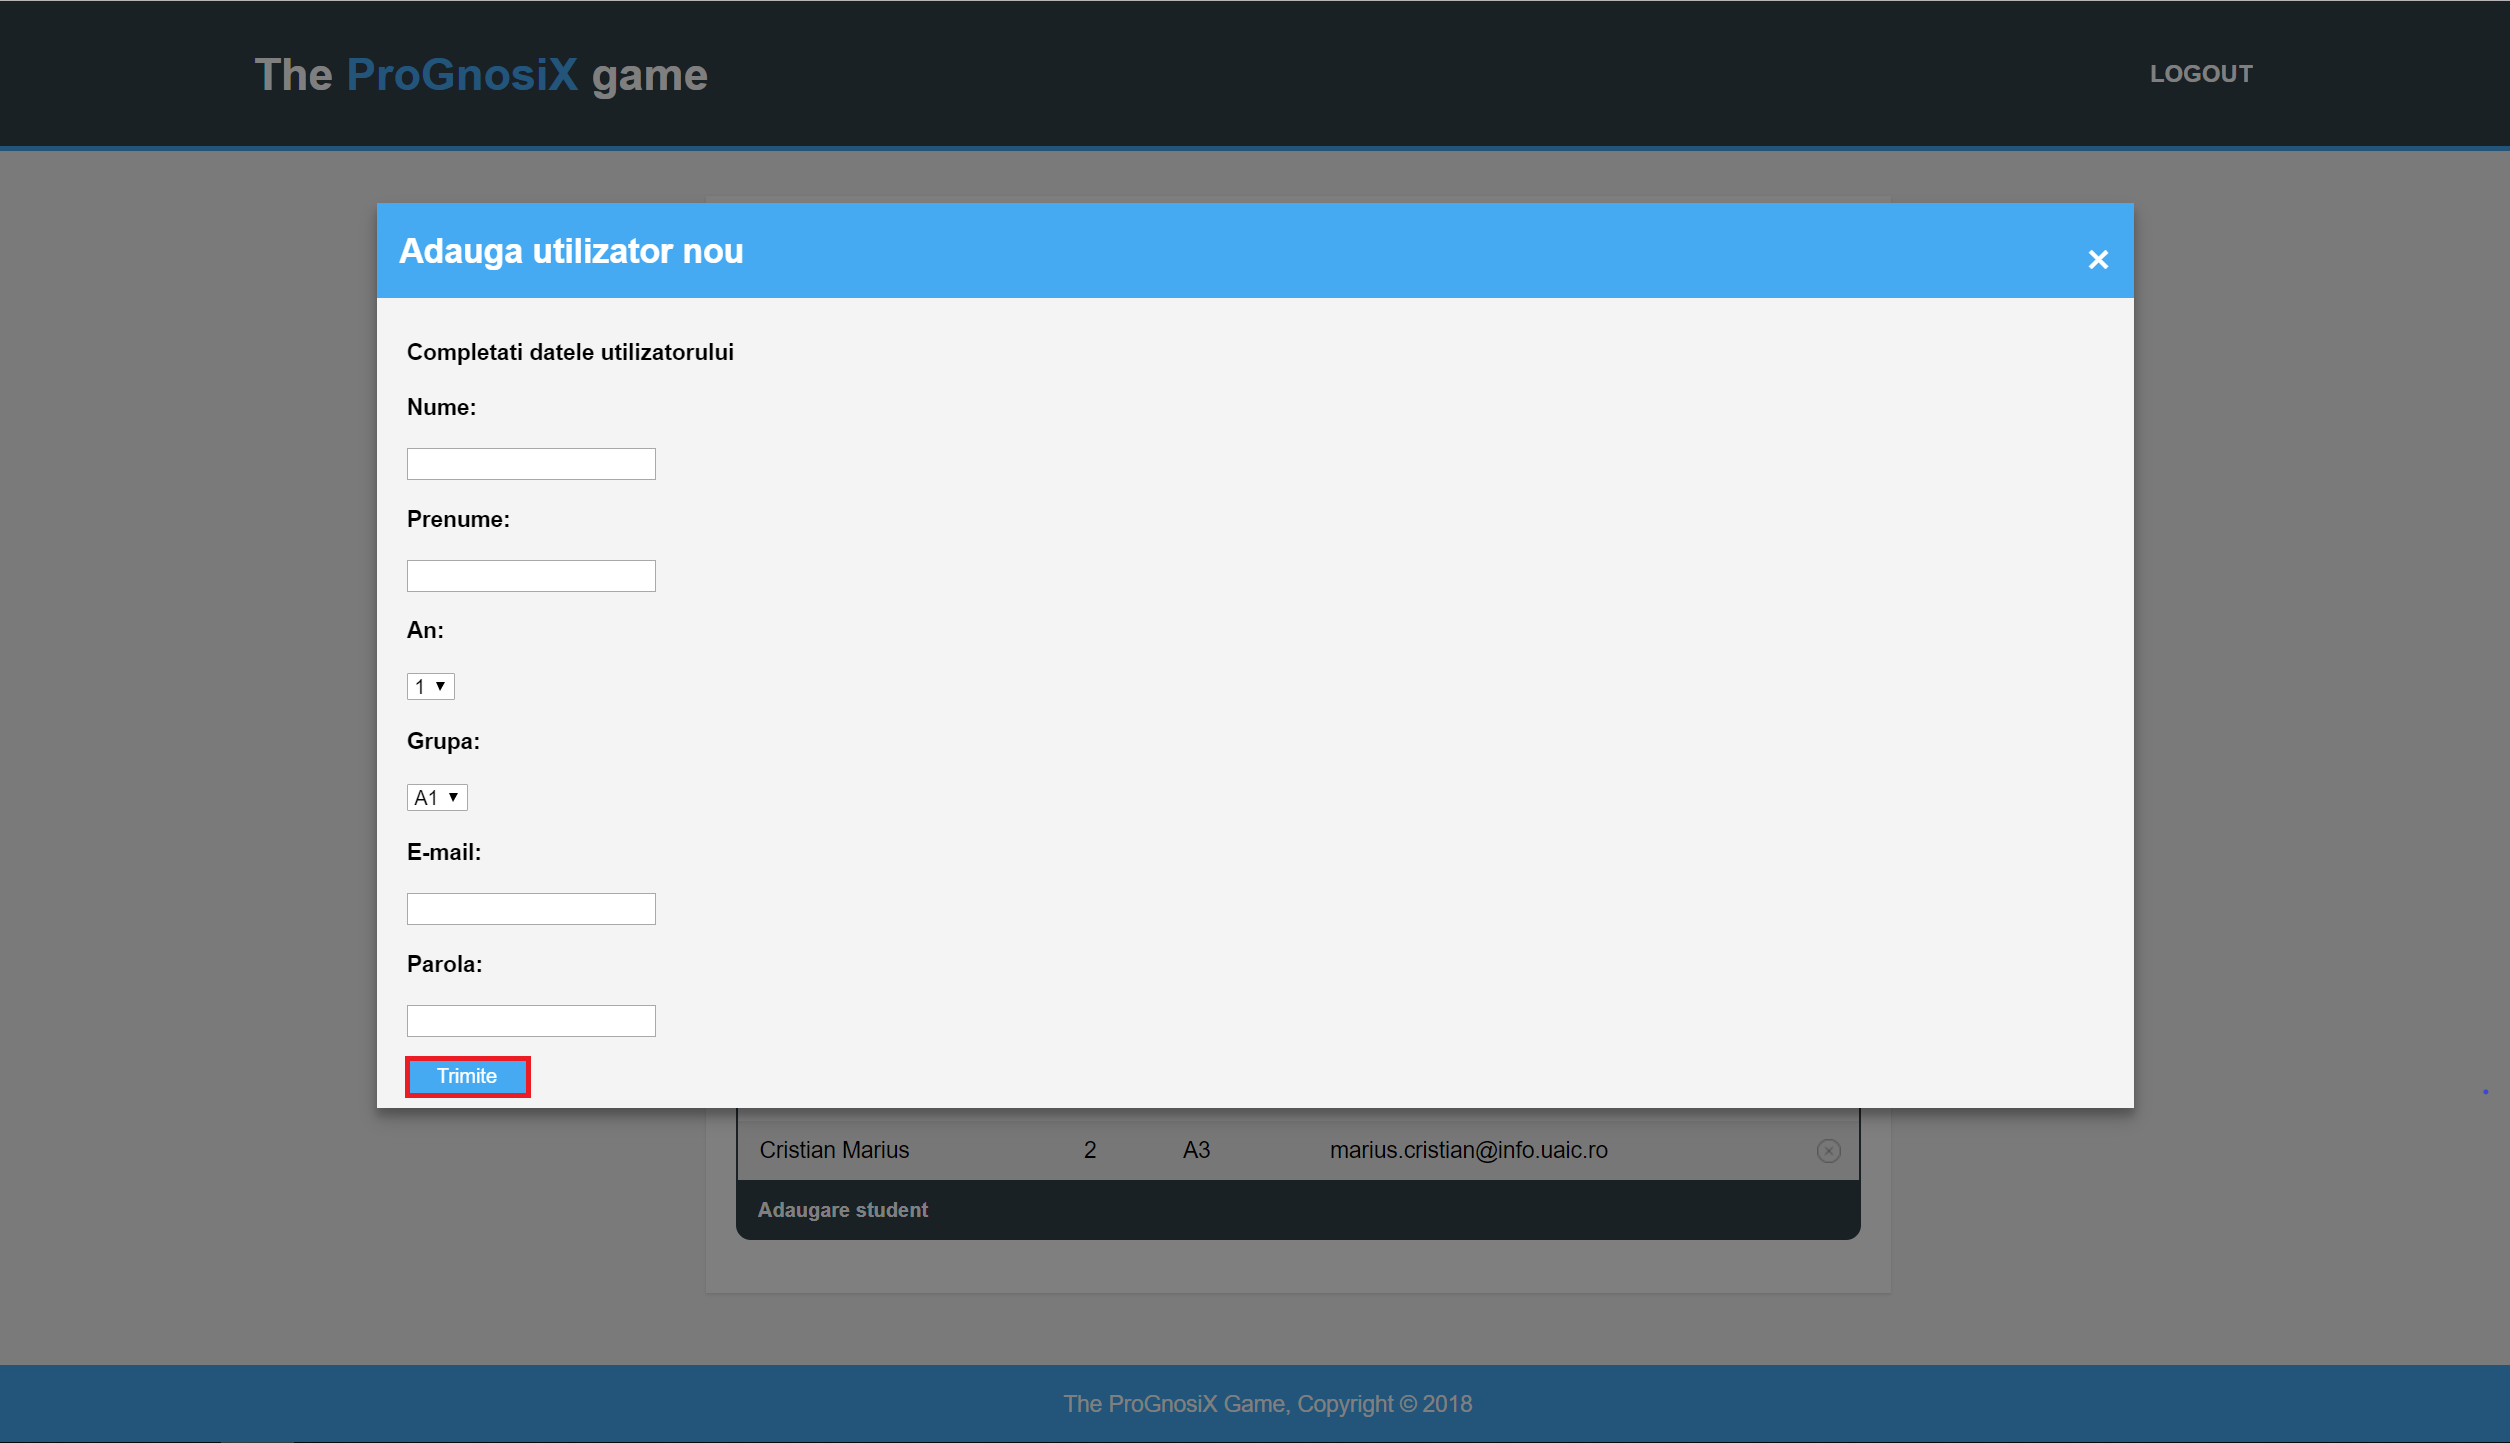 The ProGnosiX game
LOGOUT
Adauga utilizator nou
Completati datele utilizatorului
Nume:
Prenume:
An:
1
Grupa:
A1
E-mail:
Parola:
Trimite
Cristian Marius 2 A3 marius.cristian@info.uaic.ro
Adaugare student
The ProGnosiX Game, Copyright © 2018